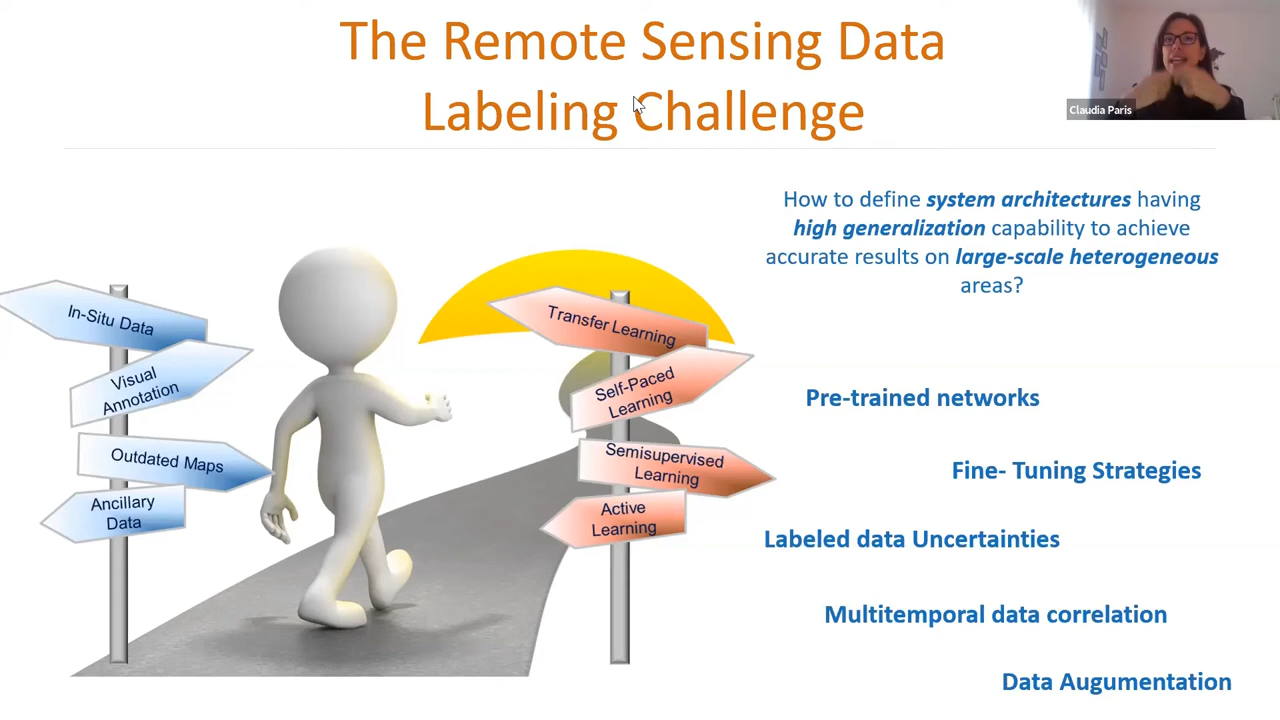 The Remote Sensing Data
Labeling Challenge
Claudia Paris
How to define system architectures having
high generalization capability to achieve
accurate results on large-scale heterogeneous
areas?
In-Situ Data
Visual
Annotation
Outdated Maps
Ancillary
Data
Transfer Learning
Self-Paced
Learning
Semisupervised
Learning
Active
Learning
Pre-trained networks
Fine- Tuning Strategies
Labeled data Uncertainties
Multitemporal data correlation
Data Augumentation